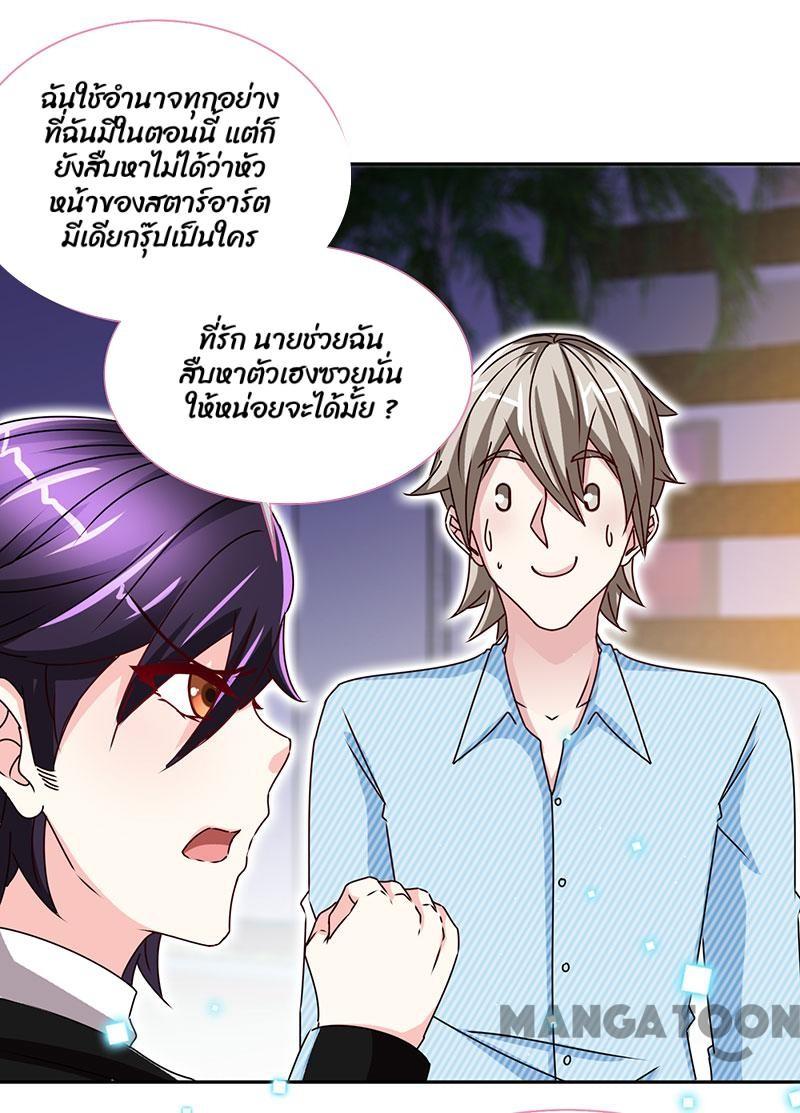 ฉันใช้อำนาจทุกอย่าง
ที่ฉันมีในตอนนี้ แต่ก็
ยังสืบหาไม่ได้ว่าหัว
หน้าของสตาร์อาร์ต
มีเดียกรุ๊ปเป็นใคร
ที่รัก นายช่วยฉัน
สืบหาตัวเฮงซวยนั่น
ให้หน่อยจะได้มั้ย ?
MANGATOON